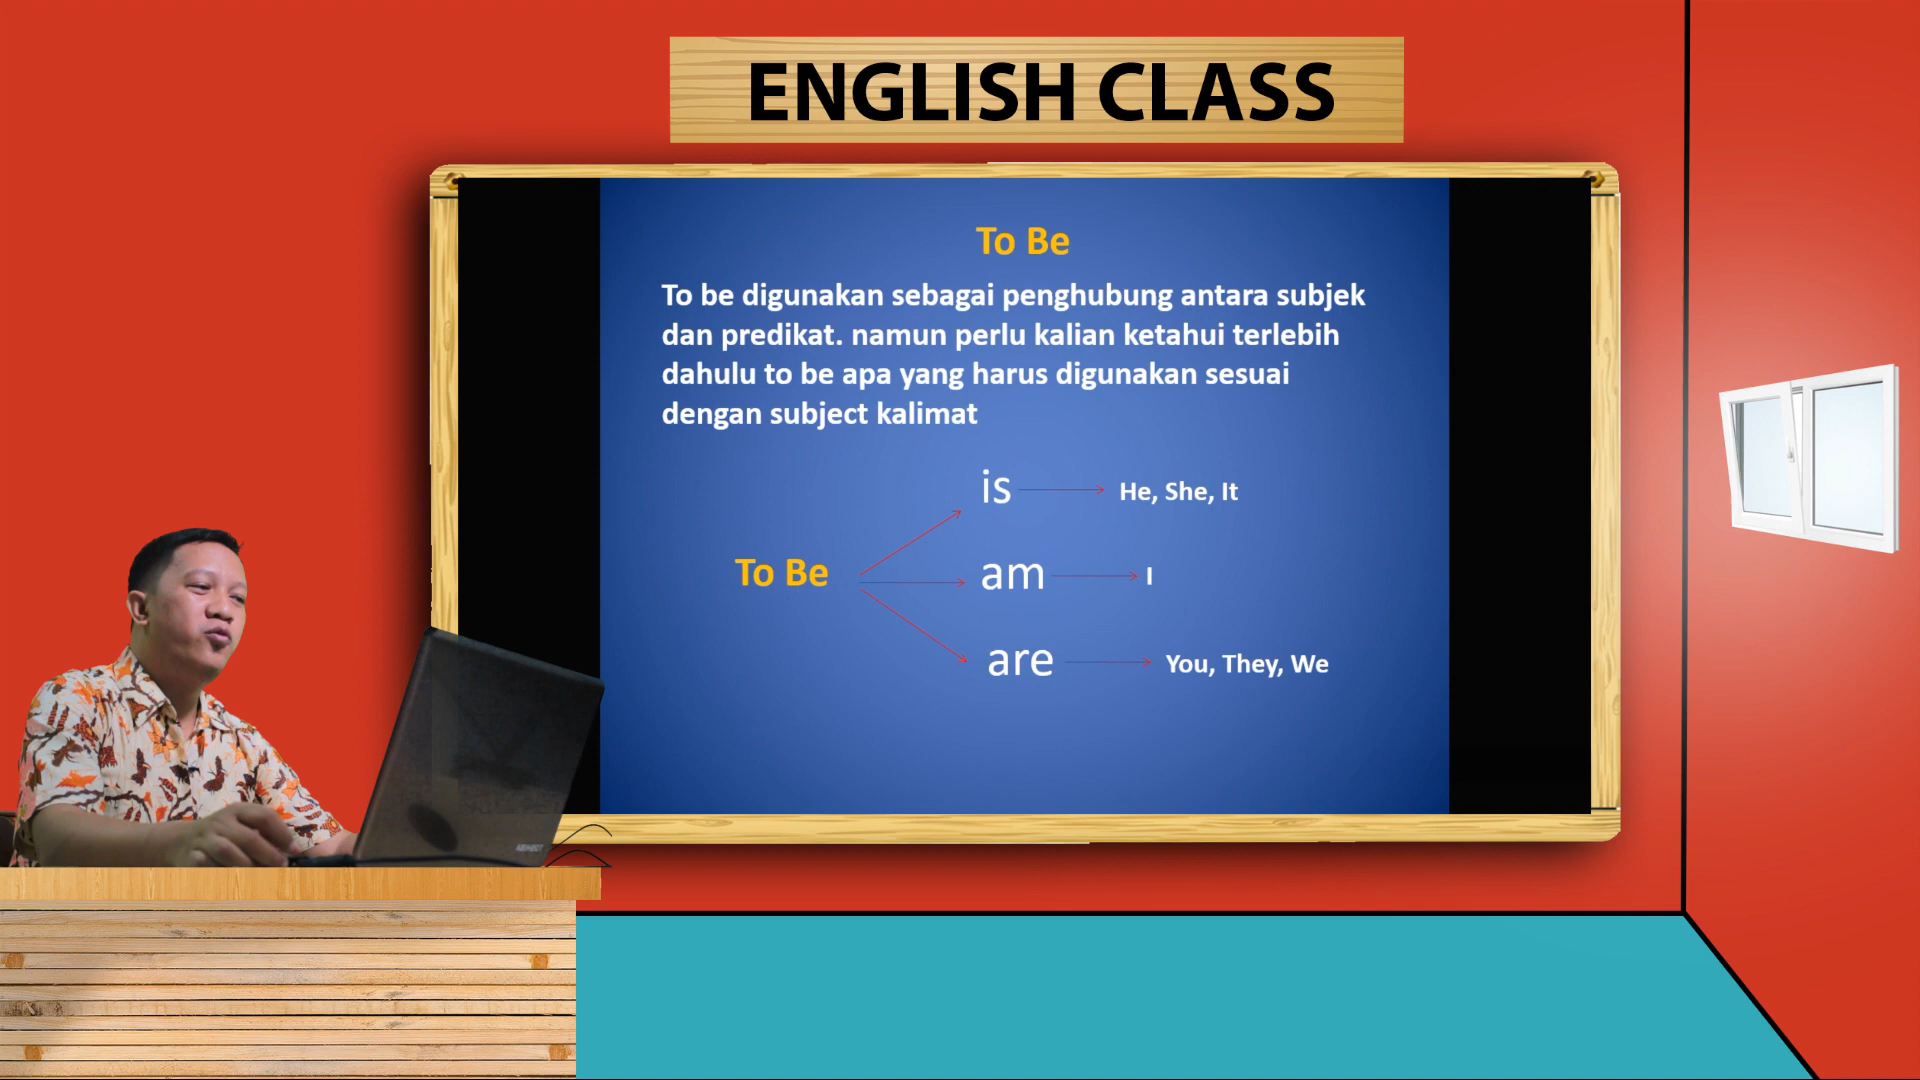 ENGLISH CLASS
To Be
To be digunakan sebagai penghubung antara subjek
dan predikat. namun perlu kalian ketahui terlebih
dahulu to be apa yang harus digunakan sesuai
dengan subject kalimat
is He, She, It
To Be am I
are You, They, We